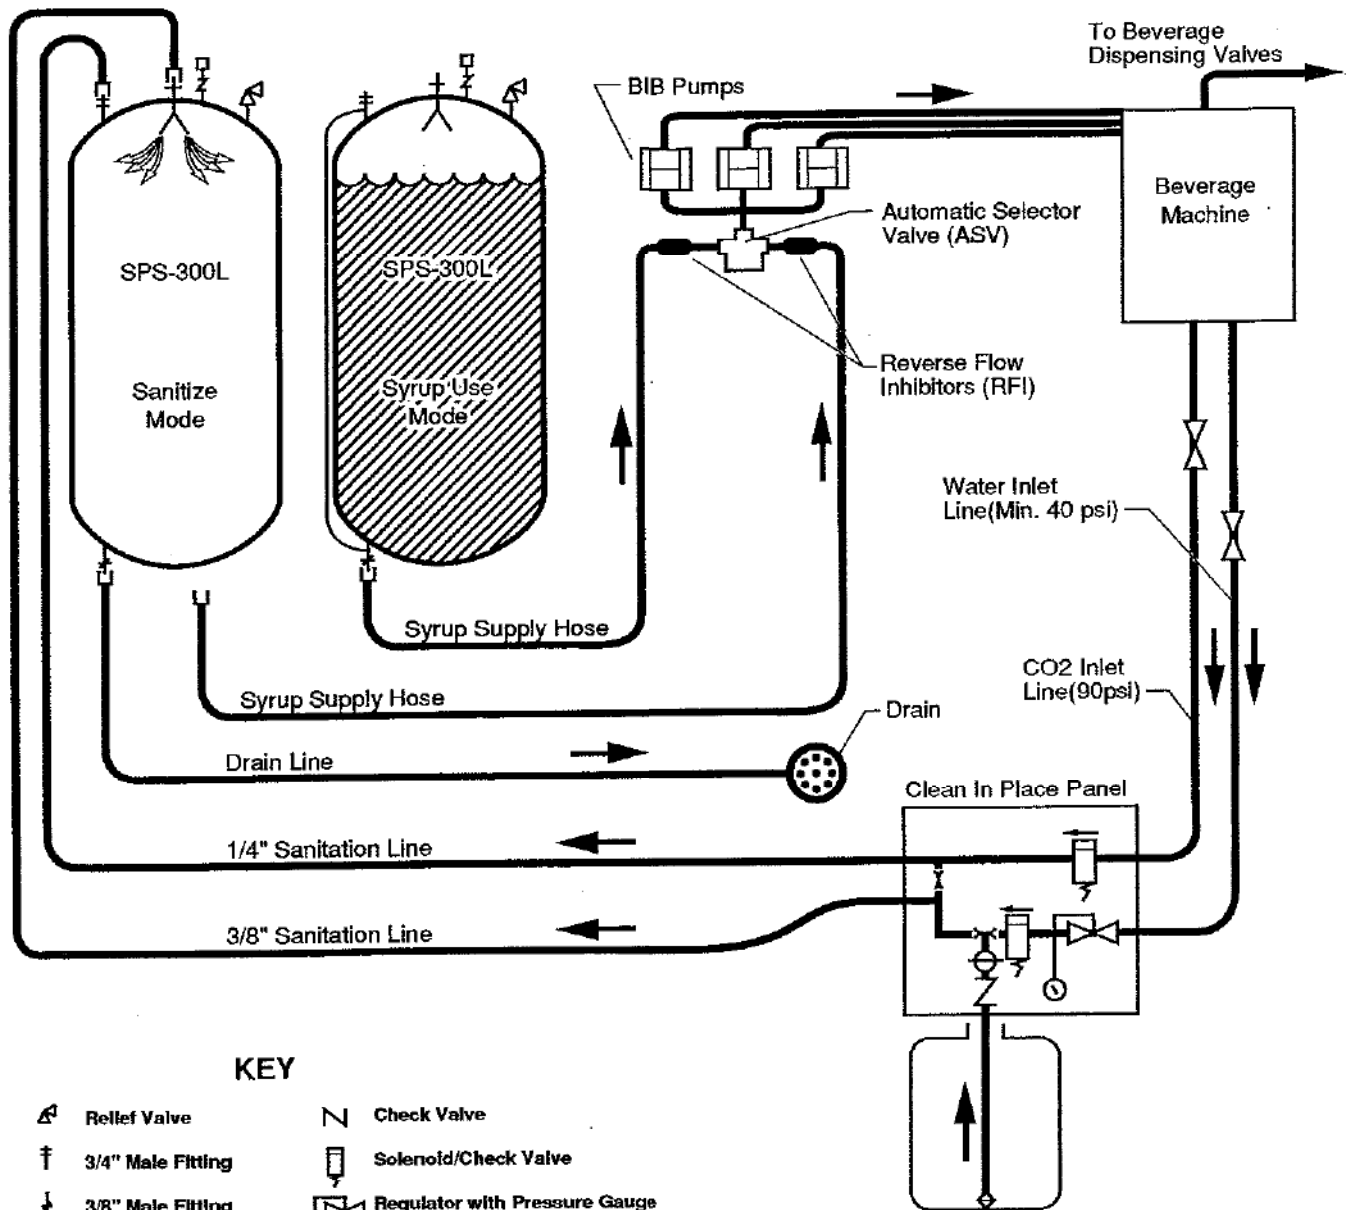 To Beverage
Dispensing Valves
BIB Pumps
Beverage
Machine
Automatic Selector
Valve (ASV)
SPS-300L
SPS-300L
Reverse Flow
Inhibitors (RFI)
Sanitize
Mode
Syrup Use
Mode
Water Inlet
Line(Min. 40 psi)
Syrup Supply Hose
CO2 Inlet
Line(90psi)
Syrup Supply Hose
Drain
Drain Line
Clean In Place Panel
1/4" Sanitation Line
3/8" Sanitation Line
KEY
Relief Valve
Check Valve
3/4" Male Fitting
Solenoid/Check Valve
3/8" Male Fitting
Regulator with Pressure Gauge